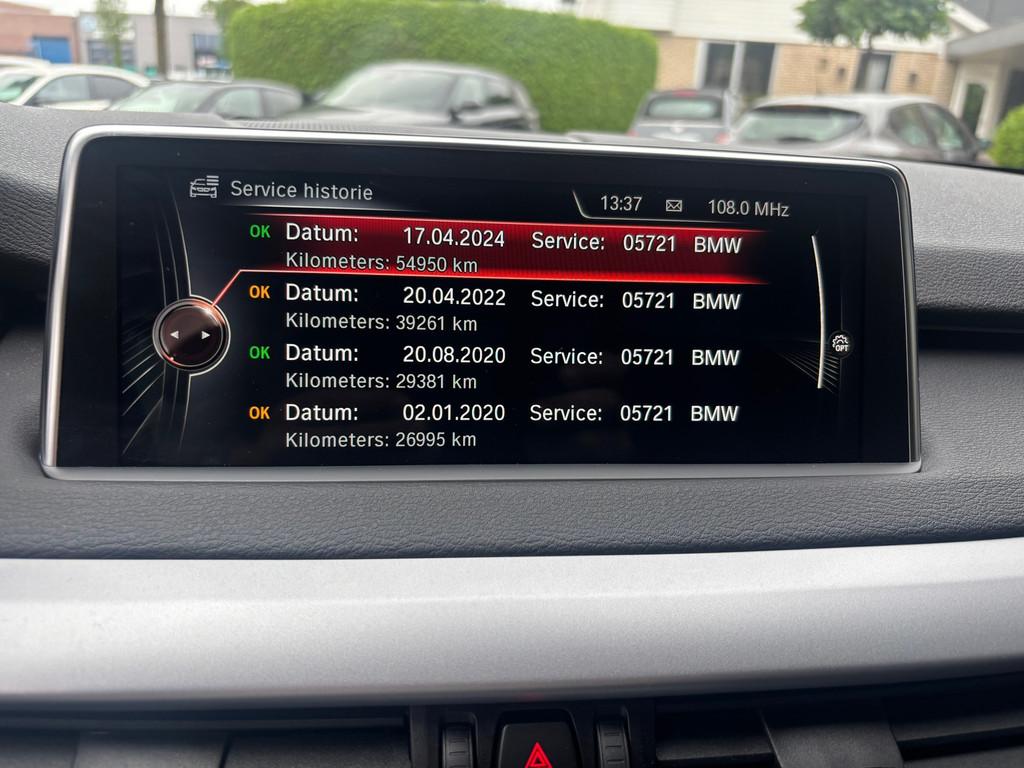 Service historie
13:37 108.0 MHz
OK Datum: 17.04.2024 Service: 05721 BMW
Kilometers: 54950 km
OK Datum: 20.04.2022 Service: 05721 BMW
Kilometers: 39261 km
OK Datum: 20.08.2020 Service: 05721 BMW
Kilometers: 29381 km
OK Datum: 02.01.2020 Service: 05721 BMW
Kilometers: 26995 km
OPT